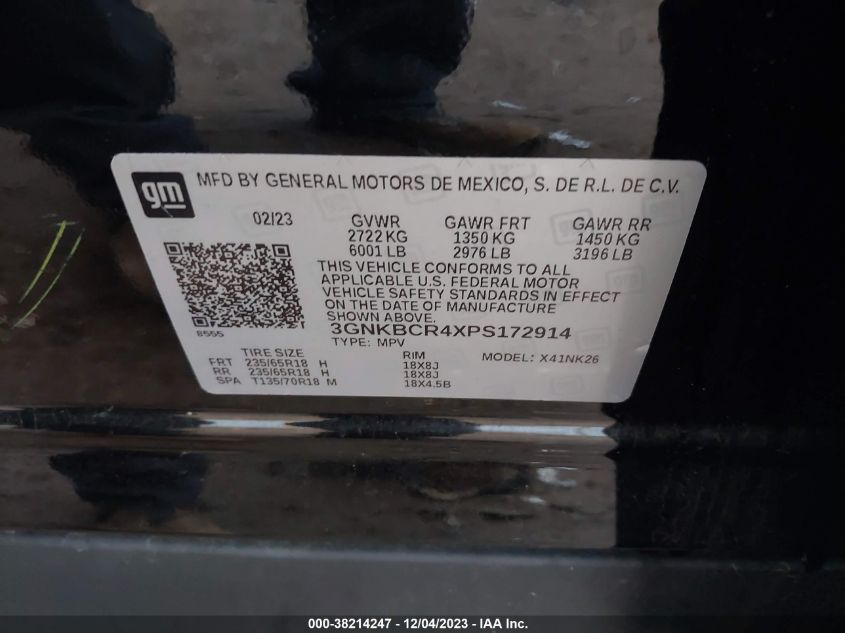 gm
MFD BY GENERAL MOTORS DE MEXICO, S. DE R.L. DE C.V.
02/23 GVWR GAWR FRT GAWR RR
2722 KG 1350 KG 1450 KG
6001 LB 2976 LB 3196 LB
THIS VEHICLE CONFORMS TO ALL
APPLICABLE U.S. FEDERAL MOTOR
VEHICLE SAFETY STANDARDS IN EFFECT
ON THE DATE OF MANUFACTURE
SHOWN ABOVE.
8555 3GNKBCR4XPS172914
TYPE: MPV MODEL: X41NK26
TIRE SIZE RIM
FRT 235/65R18 H 18X8J
RR 235/65R18 H 18X8J
SPA T135/70R18 M 18X4.5B
000-38214247 - 12/04/2023 - IAA Inc.